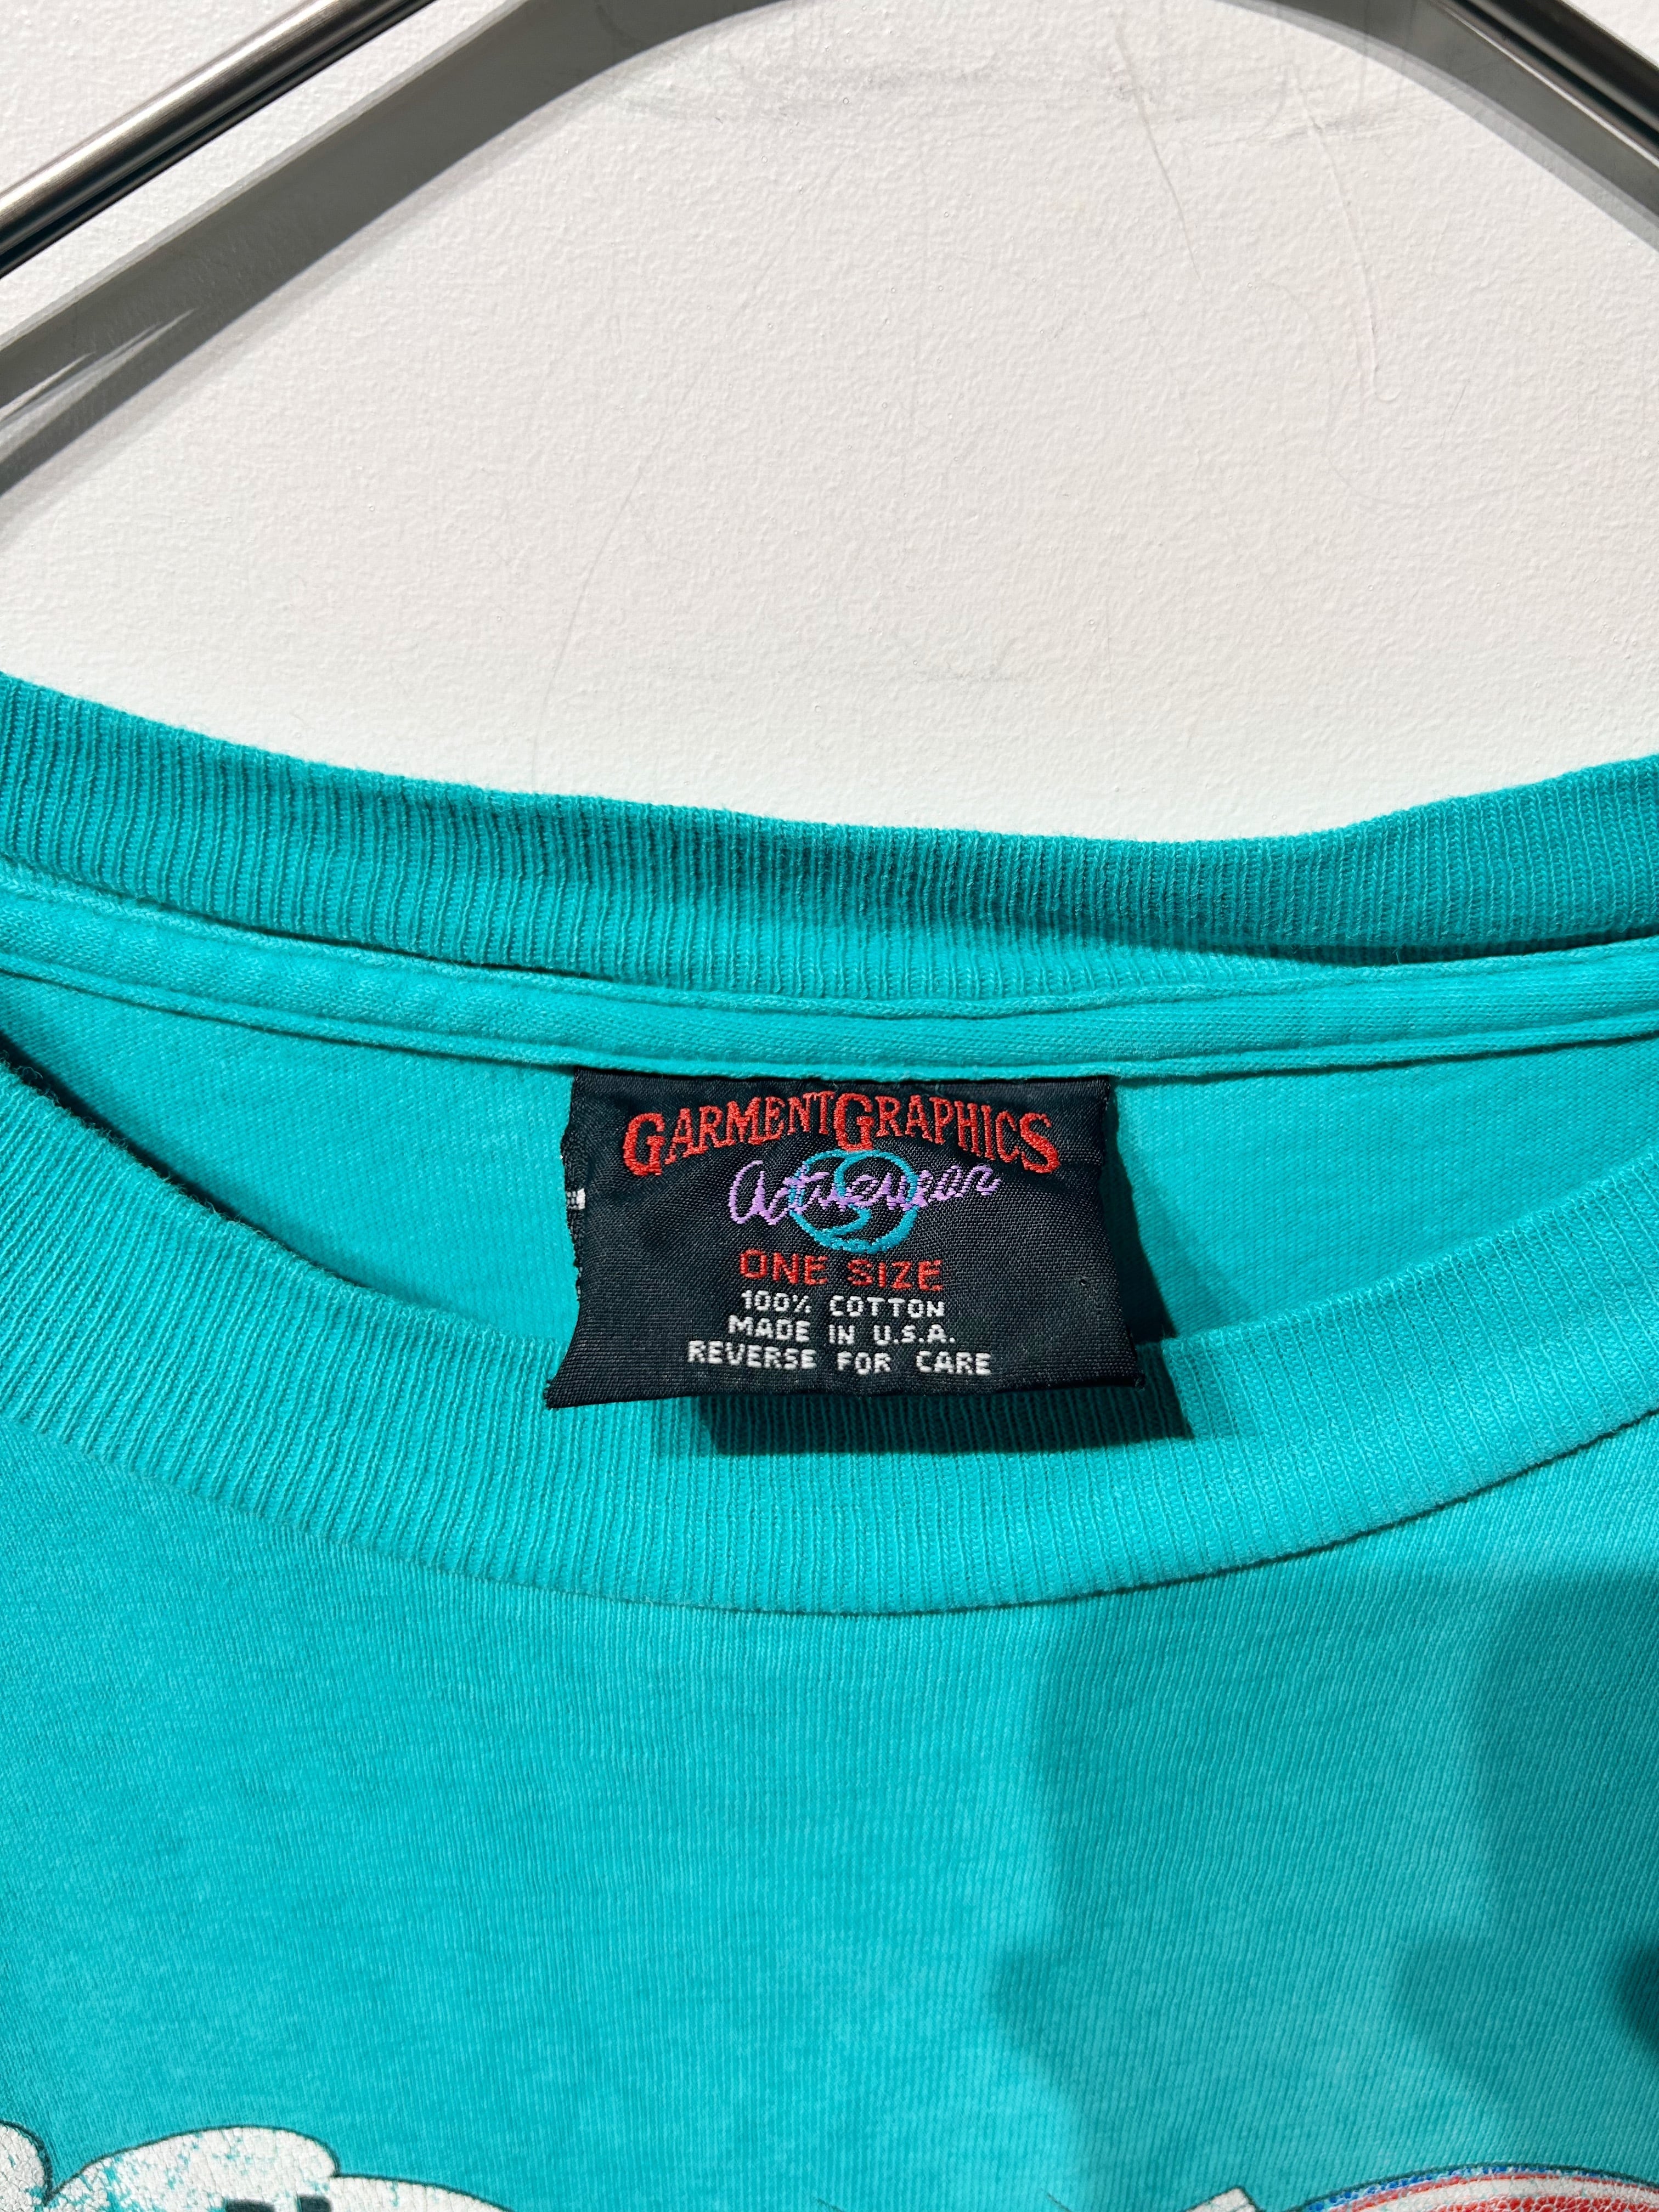 GARMENTGRAPHICS
Activewear
ONE SIZE
100% COTTON
MADE IN U.S.A.
REVERSE FOR CARE